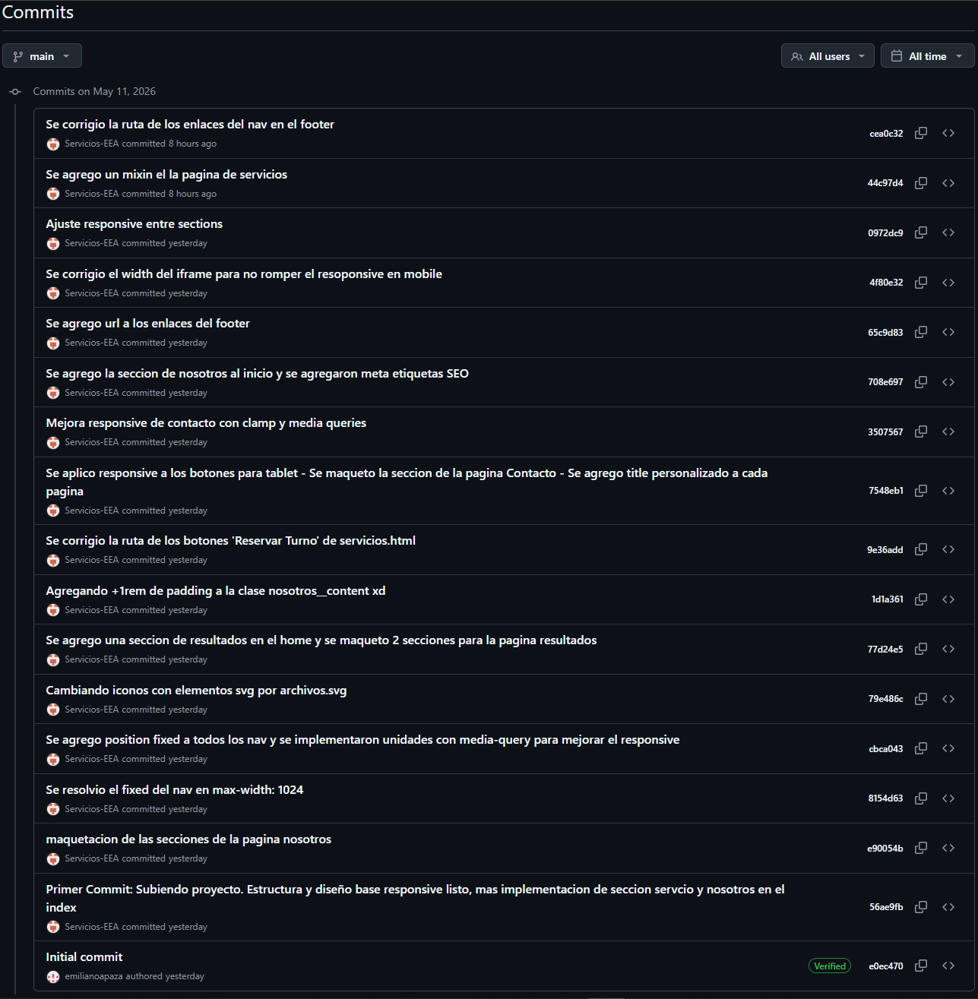 Commits
main
All users
All time
Commits on May 11, 2026
Se corrigio la ruta de los enlaces del nav en el footer
Servicios-EEA committed 8 hours ago
cea0c32
Se agrego un mixin el la pagina de servicios
Servicios-EEA committed 8 hours ago
44c97d4
Ajuste responsive entre sections
Servicios-EEA committed yesterday
0972dc9
Se corrigio el width del iframe para no romper el resoponsive en mobile
Servicios-EEA committed yesterday
4f80e32
Se agrego url a los enlaces del footer
Servicios-EEA committed yesterday
65c9d83
Se agrego la seccion de nosotros al inicio y se agregaron meta etiquetas SEO
Servicios-EEA committed yesterday
708e697
Mejora responsive de contacto con clamp y media queries
Servicios-EEA committed yesterday
3507567
Se aplico responsive a los botones para tablet - Se maqueto la seccion de la pagina Contacto - Se agrego title personalizado a cada
pagina
Servicios-EEA committed yesterday
7548eb1
Se corrigio la ruta de los botones 'Reservar Turno' de servicios.html
Servicios-EEA committed yesterday
9e36add
Agregando +1rem de padding a la clase nosotros__content xd
Servicios-EEA committed yesterday
1d1a361
Se agrego una seccion de resultados en el home y se maqueto 2 secciones para la pagina resultados
Servicios-EEA committed yesterday
77d24e5
Cambiando iconos con elementos svg por archivos.svg
Servicios-EEA committed yesterday
79e486c
Se agrego position fixed a todos los nav y se implementaron unidades con media-query para mejorar el responsive
Servicios-EEA committed yesterday
cbca043
Se resolvio el fixed del nav en max-width: 1024
Servicios-EEA committed yesterday
8154d63
maquetacion de las secciones de la pagina nosotros
Servicios-EEA committed yesterday
e90054b
Primer Commit: Subiendo proyecto. Estructura y diseño base responsive listo, mas implementacion de seccion servcio y nosotros en el
index
Servicios-EEA committed yesterday
56ae9fb
Initial commit
emilianoapaza authored yesterday
Verified
e0ec470